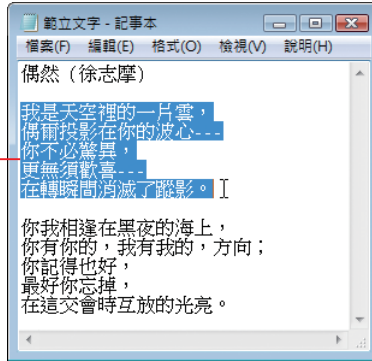 範立文字 - 記事本
檔案(F) 編輯(E) 格式(O) 檢視(V) 說明(H)
偶然（徐志摩）
我是天空裡的一片雲，
偶爾投影在你的波心---
你不必驚異，
更無須歡喜---
在轉瞬間消滅了蹤影。
你我相逢在黑夜的海上，
你有你的，我有我的，方向；
你記得也好，
最好你忘掉，
在這交會時互放的光亮。